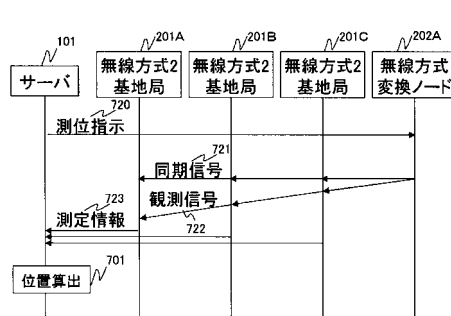 101
201A
201B
201C
202A
サーバ
無線方式2
基地局
無線方式2
基地局
無線方式2
基地局
無線方式
変換ノード
720
測位指示
721
同期信号
観測信号
722
723
測定情報
701
位置算出